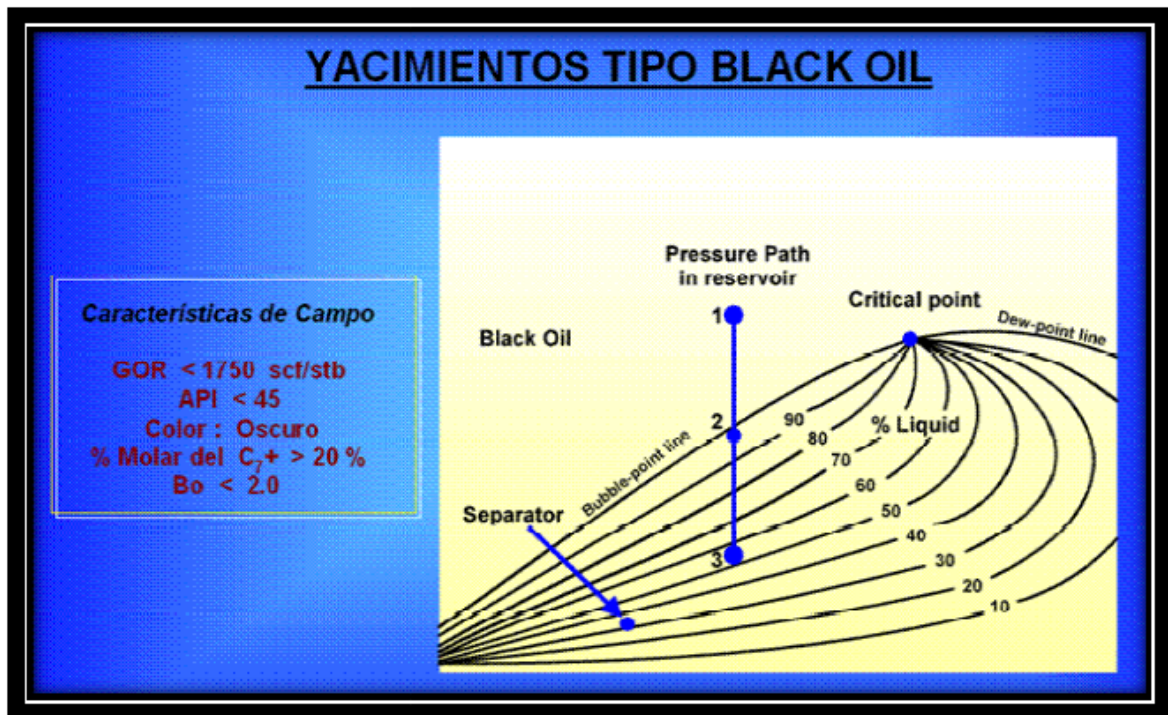 YACIMIENTOS TIPO BLACK OIL
Características de Campo
GOR < 1750 scf/stb
API < 45
Color : Oscuro
% Molar del C7+ > 20 %
Bo < 2.0
Pressure Path
in reservoir
1
Critical point
Dew-point line
Black Oil
2
90
80
% Liquid
70
Bubble-point line
60
Separator
50
40
3
30
20
10